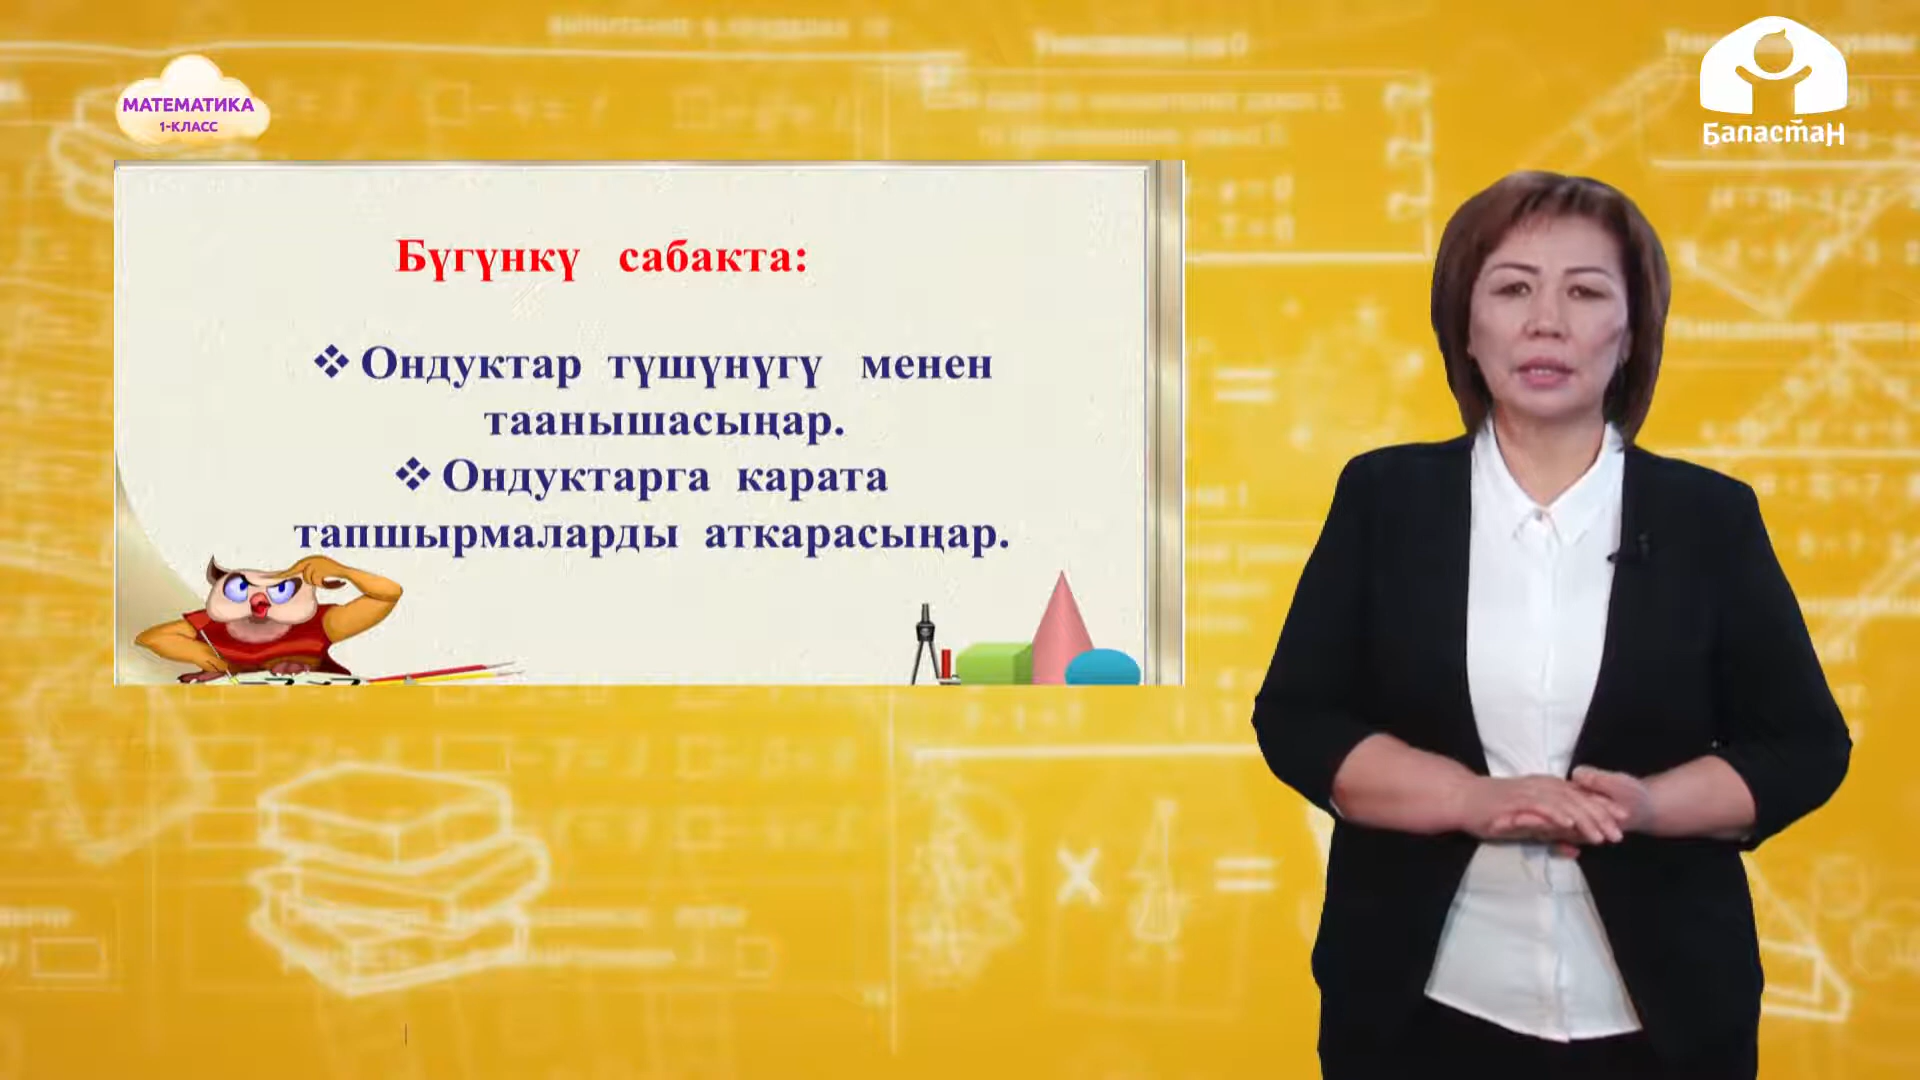 МАТЕМАТИКА
1-КЛАСС
Баластан
Бүгүнкү сабакта:
❖ Ондуктар түшүнүгү менен
таанышасыңар.
❖ Ондуктарга карата
тапшырмаларды аткарасыңар.